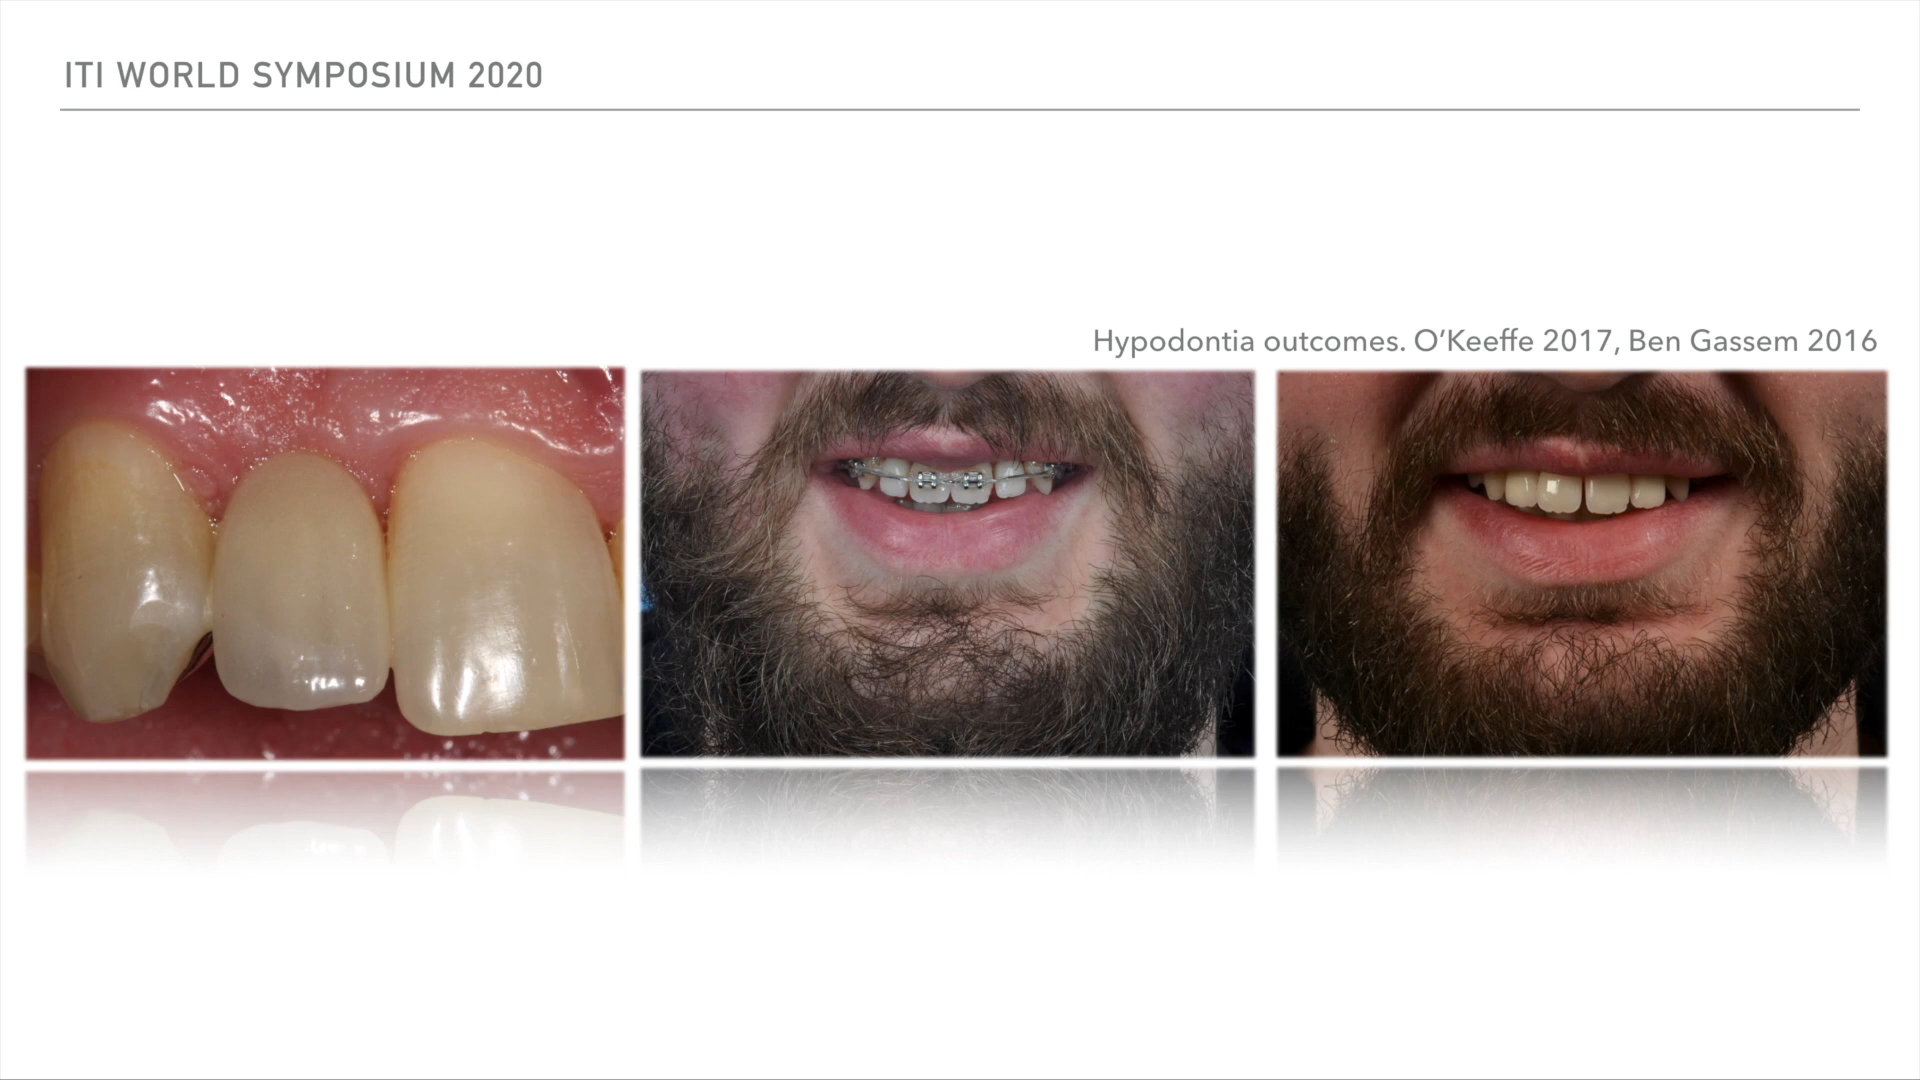 ITI WORLD SYMPOSIUM 2020
Hypodontia outcomes. O’Keeffe 2017, Ben Gassem 2016